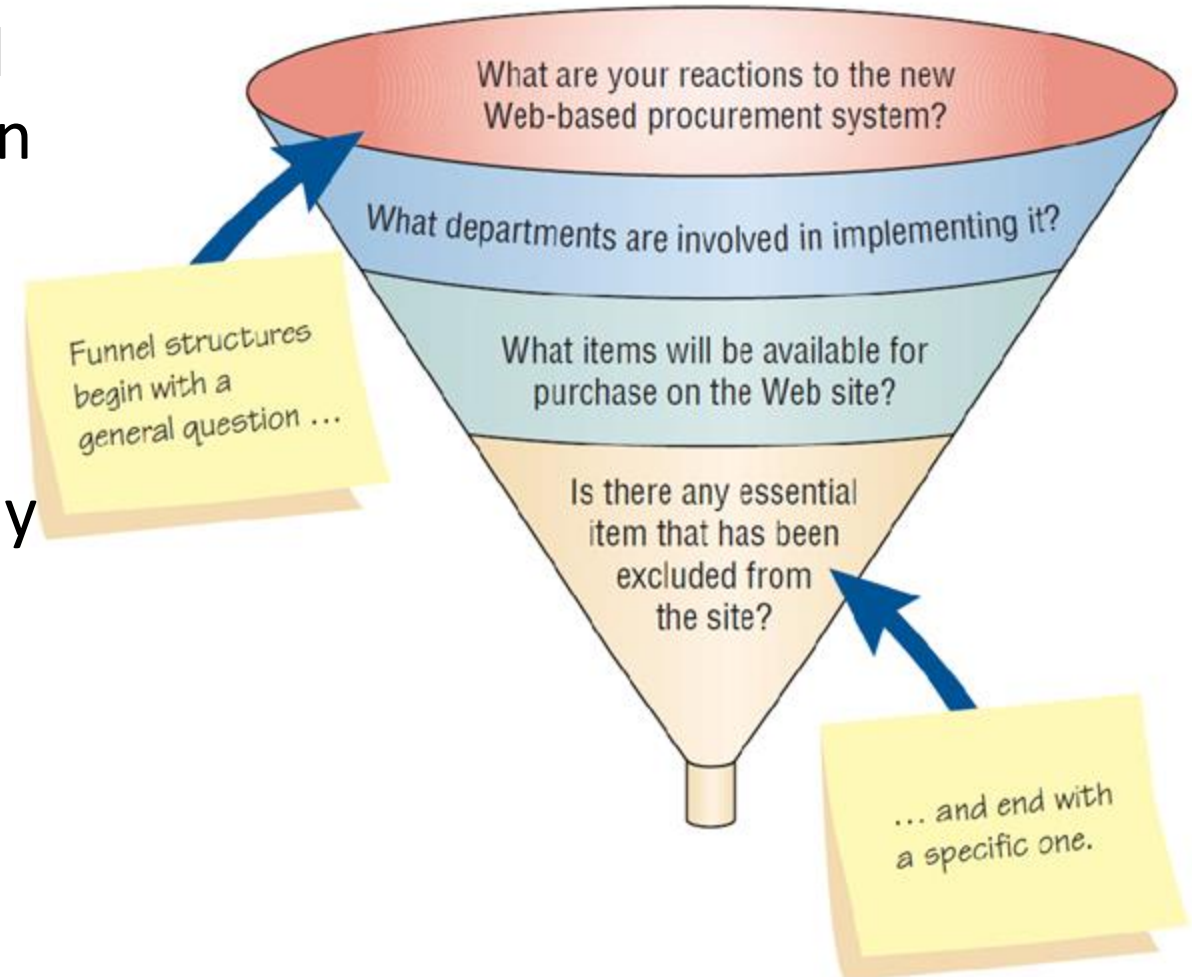 What are your reactions to the new
Web-based procurement system?
What departments are involved in implementing it?
What items will be available for
purchase on the Web site?
Is there any essential
item that has been
excluded from
the site?
Funnel structures
begin with a
general question ...
... and end with
a specific one.
n
y